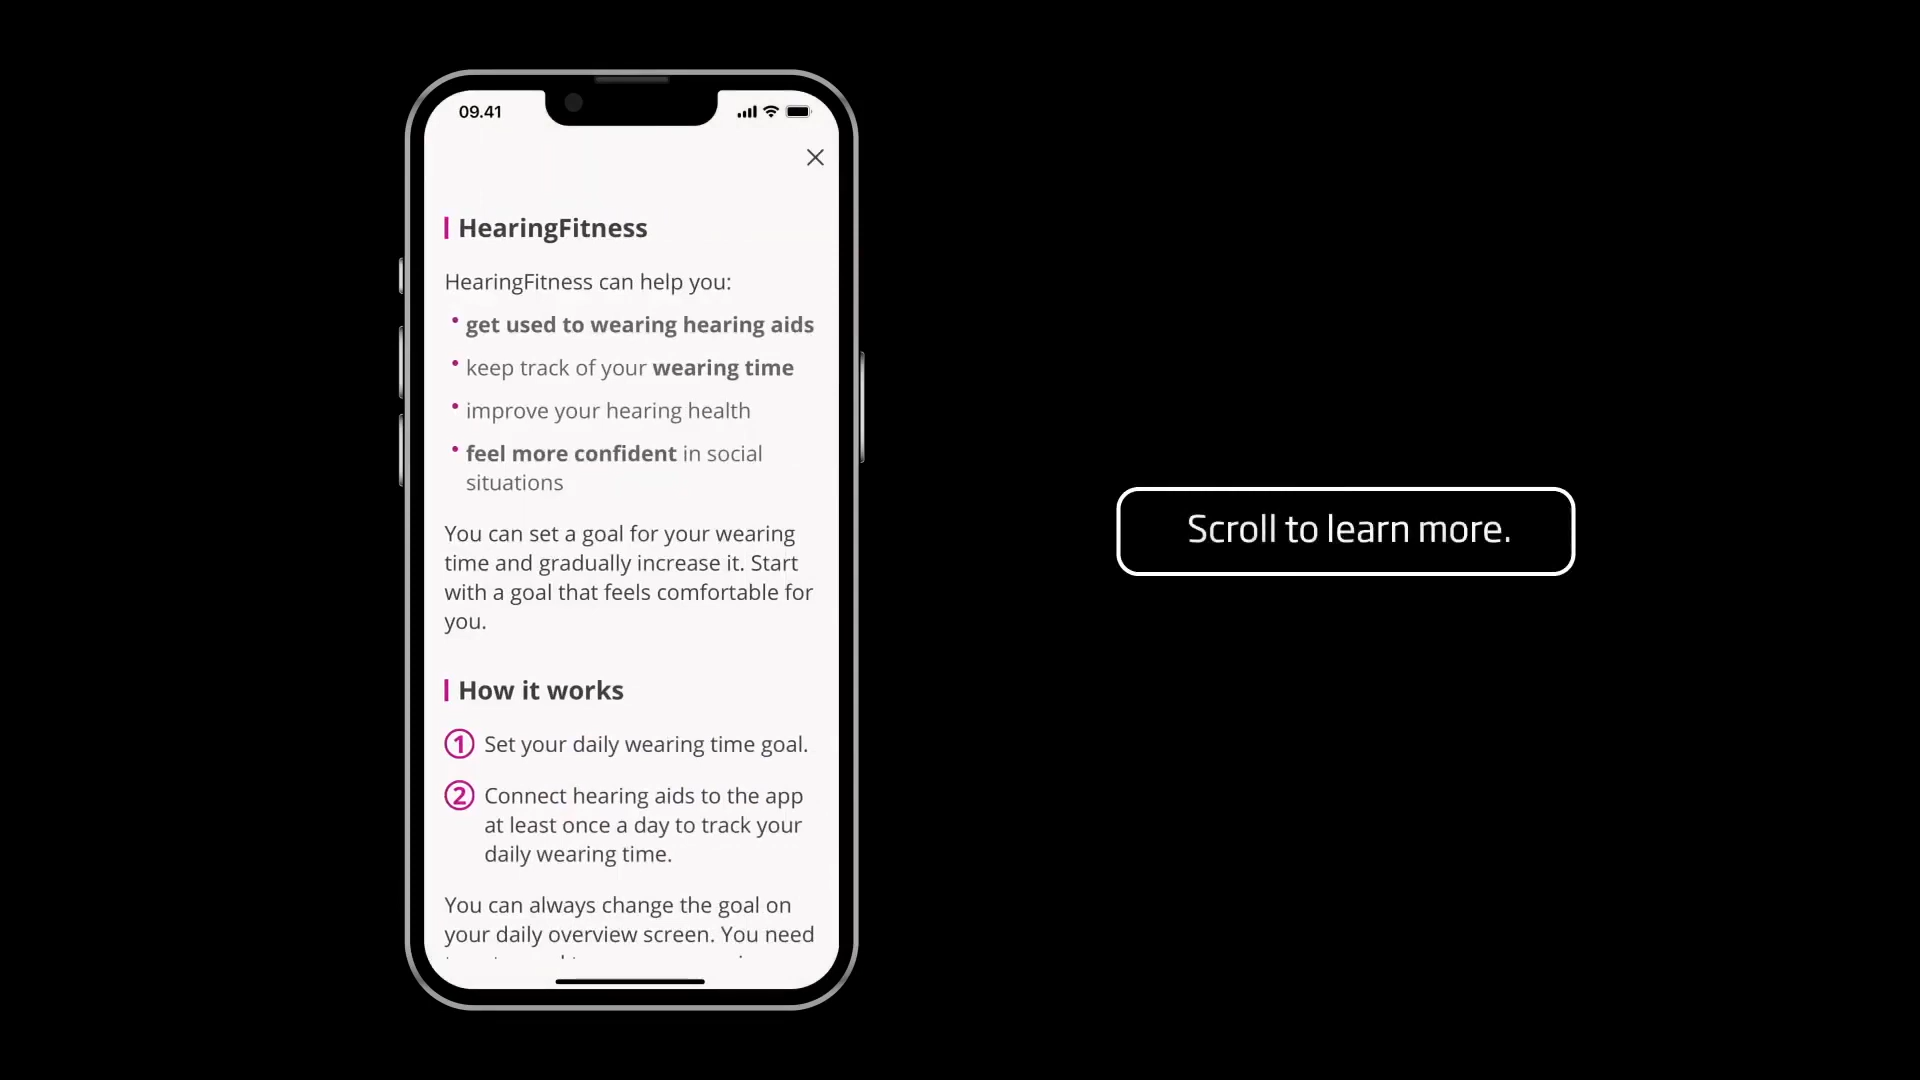 09.41
HearingFitness
HearingFitness can help you:
• get used to wearing hearing aids
• keep track of your wearing time
• improve your hearing health
• feel more confident in social
situations
You can set a goal for your wearing
time and gradually increase it. Start
with a goal that feels comfortable for
you.
How it works
1 Set your daily wearing time goal.
2 Connect hearing aids to the app
at least once a day to track your
daily wearing time.
You can always change the goal on
your daily overview screen. You need
Scroll to learn more.